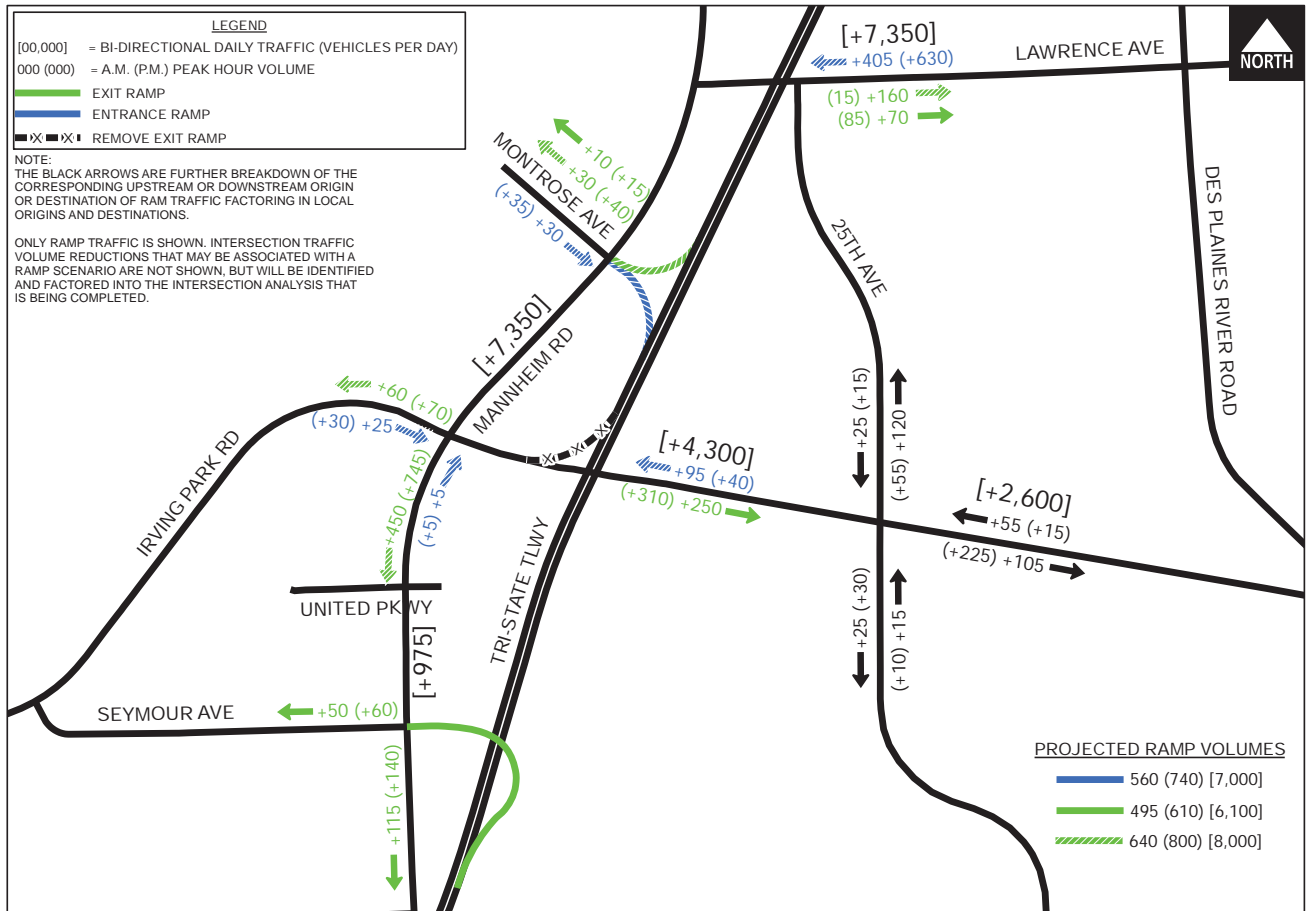 LEGEND
[00,000] = BI-DIRECTIONAL DAILY TRAFFIC (VEHICLES PER DAY)
000 (000) = A.M. (P.M.) PEAK HOUR VOLUME
EXIT RAMP
ENTRANCE RAMP
X X REMOVE EXIT RAMP
NOTE:
THE BLACK ARROWS ARE FURTHER BREAKDOWN OF THE
CORRESPONDING UPSTREAM OR DOWNSTREAM ORIGIN
OR DESTINATION OF RAM TRAFFIC FACTORING IN LOCAL
ORIGINS AND DESTINATIONS.
ONLY RAMP TRAFFIC IS SHOWN. INTERSECTION TRAFFIC
VOLUME REDUCTIONS THAT MAY BE ASSOCIATED WITH A
RAMP SCENARIO ARE NOT SHOWN, BUT WILL BE IDENTIFIED
AND FACTORED INTO THE INTERSECTION ANALYSIS THAT
IS BEING COMPLETED.
[+7,350]
+405 (+630)
LAWRENCE AVE
NORTH
(15) +160
(85) +70
+10 (+15)
+30 (+40)
MONTROSE AVE
(+35) +30
25TH AVE
DES PLAINES RIVER ROAD
[+7,350]
MANNHEIM RD
+60 (+70)
(+30) +25
IRVING PARK RD
+450 (+745)
(+5) +5
X X X
[+4,300]
+95 (+40)
(+310) +250
+25 (+15)
(+55) +120
[+2,600]
+55 (+15)
(+225) +105
UNITED PKWY
[+975]
TRI-STATE TLWY
+25 (+30)
(+10) +15
SEYMOUR AVE
+50 (+60)
+115 (+140)
PROJECTED RAMP VOLUMES
560 (740) [7,000]
495 (610) [6,100]
640 (800) [8,000]